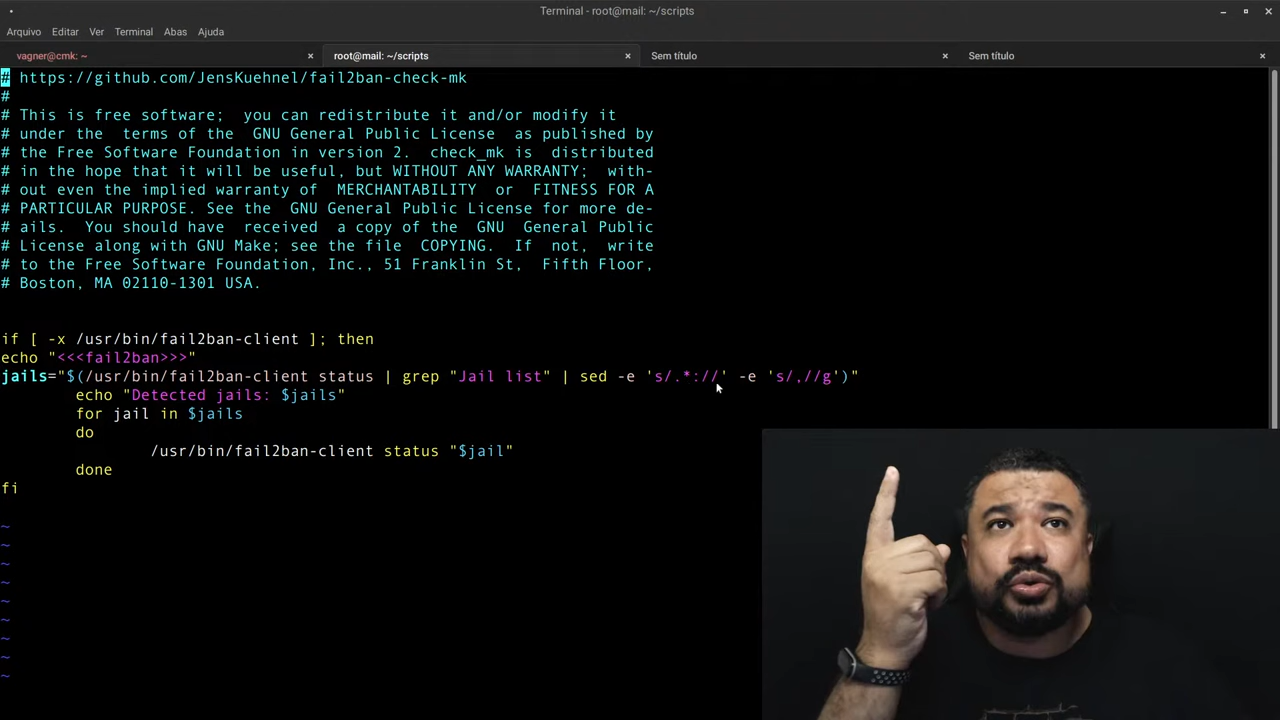 Terminal - root@mail: ~/scripts
Arquivo Editar Ver Terminal Abas Ajuda
vagner@cmk: ~ root@mail: ~/scripts Sem título Sem título
# https://github.com/JensKuehnel/fail2ban-check-mk
#
# This is free software;  you can redistribute it and/or modify it
# under the  terms of the  GNU General Public License  as published by
# the Free Software Foundation in version 2.  check_mk is  distributed
# in the hope that it will be useful, but WITHOUT ANY WARRANTY;  with-
# out even the implied warranty of  MERCHANTABILITY  or  FITNESS FOR A
# PARTICULAR PURPOSE. See the  GNU General Public License for more de-
# ails.  You should have  received  a copy of the  GNU  General Public
# License along with GNU Make; see the file  COPYING.  If  not,  write
# to the Free Software Foundation, Inc., 51 Franklin St,  Fifth Floor,
# Boston, MA 02110-1301 USA.
if [ -x /usr/bin/fail2ban-client ]; then
echo "<<<fail2ban>>>"
jails="$(/usr/bin/fail2ban-client status | grep "Jail list" | sed -e 's/.*://' -e 's/,//g')"
        echo "Detected jails: $jails"
        for jail in $jails
        do
                /usr/bin/fail2ban-client status "$jail"
        done
fi
~
~
~
~
~
~
~
~
~